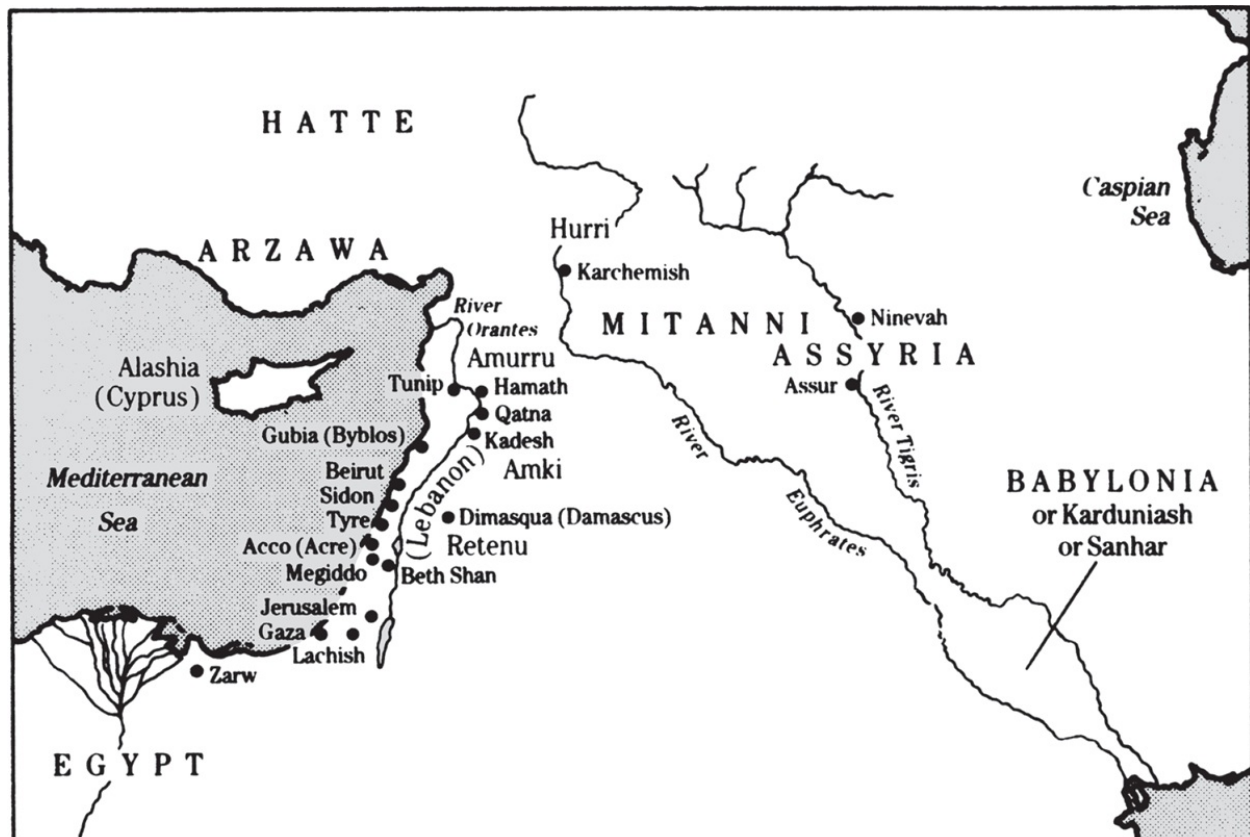 HATTE
Caspian
Sea
Hurri
ARZAWA
Karchemish
River
Orantes
MITANNI
Ninevah
Alashia
(Cyprus)
Amurru
ASSYRIA
Tunip
Hamath
Assur
Qatna
River Tigris
Gubia (Byblos)
Kadesh
River
Euphrates
Amki
(Lebanon)
Beirut
Mediterranean
Sea
Sidon
BABYLONIA
or Karduniash
or Sanhar
Tyre
Dimasqua (Damascus)
Retenu
Acco (Acre)
Megiddo
Beth Shan
Jerusalem
Gaza
Lachish
Zarw
EGYPT